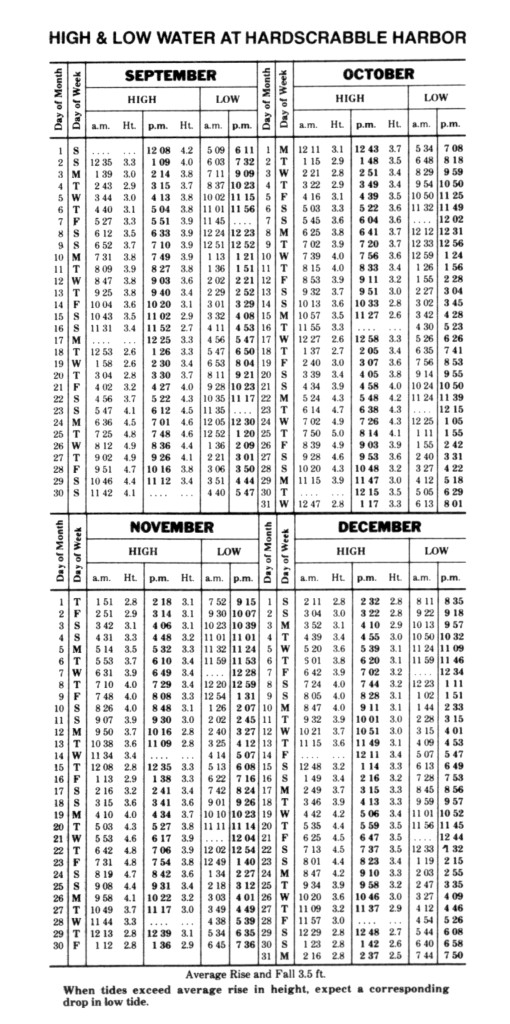 HIGH & LOW WATER AT HARDSCRABBLE HARBOR
Day of Month Day of Week SEPTEMBER Day of Month Day of Week OCTOBER
HIGH LOW HIGH LOW
a.m. Ht. p.m. Ht. a.m. p.m. a.m. Ht. p.m. Ht. a.m. p.m.
1 S .... ... 12 08 4.2 5 09 6 11 1 M 12 11 3.1 12 43 3.7 5 34 7 08
2 S 12 35 3.3 1 09 4.0 6 03 7 32 2 T 1 15 2.9 1 48 3.5 6 48 8 18
3 M 1 39 3.0 2 14 3.8 7 11 9 09 3 W 2 21 2.8 2 51 3.4 8 29 9 59
4 T 2 43 2.9 3 15 3.7 8 37 10 23 4 T 3 22 2.9 3 49 3.4 9 54 10 50
5 W 3 44 3.0 4 13 3.8 10 02 11 15 5 F 4 16 3.1 4 39 3.5 10 50 11 25
6 T 4 40 3.1 5 04 3.8 11 01 11 56 6 S 5 03 3.3 5 22 3.6 11 32 11 49
7 F 5 27 3.3 5 51 3.9 11 45 .... 7 S 5 45 3.6 6 04 3.6 .... 12 02
8 S 6 12 3.5 6 33 3.9 12 24 12 23 8 M 6 25 3.8 6 41 3.7 12 12 12 31
9 S 6 52 3.7 7 10 3.9 12 51 12 52 9 T 7 02 3.9 7 20 3.7 12 33 12 56
10 M 7 31 3.8 7 49 3.9 1 13 1 21 10 W 7 39 4.0 7 56 3.6 12 59 1 24
11 T 8 09 3.9 8 27 3.8 1 36 1 51 11 T 8 15 4.0 8 33 3.4 1 26 1 56
12 W 8 47 3.8 9 03 3.6 2 02 2 21 12 F 8 53 3.9 9 11 3.2 1 55 2 28
13 T 9 25 3.8 9 40 3.4 2 29 2 52 13 S 9 32 3.7 9 51 3.0 2 27 3 04
14 F 10 04 3.6 10 20 3.1 3 01 3 29 14 S 10 13 3.6 10 33 2.8 3 02 3 45
15 S 10 43 3.5 11 02 2.9 3 32 4 08 15 M 10 57 3.5 11 27 2.6 3 42 4 28
16 S 11 31 3.4 11 52 2.7 4 11 4 53 16 T 11 55 3.3 .... ... 4 30 5 23
17 M .... ... 12 25 3.3 4 56 5 47 17 W 12 27 2.6 12 58 3.3 5 26 6 26
18 T 12 53 2.6 1 26 3.3 5 47 6 50 18 T 1 37 2.7 2 05 3.4 6 35 7 41
19 W 1 58 2.6 2 30 3.4 6 53 8 04 19 F 2 40 3.0 3 07 3.6 7 56 8 53
20 T 3 04 2.8 3 30 3.7 8 11 9 21 20 S 3 39 3.4 4 05 3.8 9 14 9 55
21 F 4 02 3.2 4 27 4.0 9 28 10 23 21 S 4 34 3.9 4 58 4.0 10 24 10 50
22 S 4 56 3.7 5 22 4.3 10 35 11 17 22 M 5 24 4.3 5 48 4.2 11 24 11 39
23 S 5 47 4.1 6 12 4.5 11 35 .... 23 T 6 14 4.7 6 38 4.3 .... 12 15
24 M 6 36 4.5 7 01 4.6 12 05 12 30 24 W 7 02 4.9 7 26 4.3 12 25 1 05
25 T 7 25 4.8 7 48 4.6 12 52 1 20 25 T 7 50 5.0 8 14 4.1 1 11 1 55
26 W 8 12 4.9 8 36 4.4 1 36 2 09 26 F 8 39 4.9 9 03 3.9 1 55 2 42
27 T 9 02 4.9 9 26 4.1 2 21 3 01 27 S 9 28 4.6 9 53 3.6 2 40 3 31
28 F 9 51 4.7 10 16 3.8 3 06 3 50 28 S 10 20 4.3 10 48 3.2 3 27 4 22
29 S 10 46 4.4 11 12 3.4 3 51 4 44 29 M 11 15 3.9 11 47 3.0 4 12 5 18
30 S 11 42 4.1 .... ... 4 40 5 47 30 T .... ... 12 15 3.5 5 05 6 29
31 W 12 47 2.8 1 17 3.3 6 13 8 01
Day of Month Day of Week NOVEMBER Day of Month Day of Week DECEMBER
HIGH LOW HIGH LOW
a.m. Ht. p.m. Ht. a.m. p.m. a.m. Ht. p.m. Ht. a.m. p.m.
1 T 1 51 2.8 2 18 3.1 7 52 9 15 1 S 2 11 2.8 2 32 2.8 8 11 8 35
2 F 2 51 2.9 3 14 3.1 9 30 10 07 2 S 3 04 3.0 3 22 2.8 9 22 9 18
3 S 3 42 3.1 4 06 3.1 10 23 10 39 3 M 3 52 3.1 4 10 2.9 10 13 9 57
4 S 4 31 3.3 4 48 3.2 11 01 11 01 4 T 4 39 3.4 4 55 3.0 10 50 10 32
5 M 5 14 3.5 5 32 3.3 11 32 11 24 5 W 5 20 3.6 5 39 3.1 11 24 11 09
6 T 5 53 3.7 6 10 3.4 11 59 11 53 6 T 6 01 3.8 6 20 3.1 11 59 11 46
7 W 6 31 3.9 6 49 3.4 .... 12 28 7 F 6 42 3.9 7 02 3.2 .... 12 34
8 T 7 10 4.0 7 29 3.4 12 20 12 59 8 S 7 24 4.0 7 44 3.2 12 23 1 11
9 F 7 48 4.0 8 08 3.3 12 54 1 31 9 S 8 05 4.0 8 28 3.1 1 02 1 51
10 S 8 26 4.0 8 48 3.1 1 26 2 07 10 M 8 47 4.0 9 11 3.1 1 44 2 33
11 S 9 07 3.9 9 30 3.0 2 02 2 45 11 T 9 32 3.9 10 01 3.0 2 28 3 15
12 M 9 50 3.7 10 16 2.8 2 40 3 27 12 W 10 21 3.7 10 51 3.0 3 15 4 01
13 T 10 38 3.6 11 09 2.8 3 25 4 12 13 T 11 15 3.6 11 49 3.1 4 09 4 53
14 W 11 34 3.4 .... ... 4 14 5 07 14 F .... ... 12 11 3.4 5 07 5 47
15 T 12 08 2.8 12 35 3.3 5 13 6 08 15 S 12 48 3.2 1 14 3.3 6 13 6 49
16 F 1 13 2.9 1 38 3.3 6 22 7 16 16 S 1 49 3.4 2 16 3.2 7 28 7 53
17 S 2 16 3.2 2 41 3.4 7 42 8 24 17 M 2 49 3.7 3 15 3.3 8 45 8 56
18 S 3 15 3.6 3 41 3.6 9 01 9 26 18 T 3 46 3.9 4 13 3.3 9 59 9 57
19 M 4 10 4.0 4 34 3.7 10 10 10 23 19 W 4 42 4.2 5 06 3.4 11 01 10 52
20 T 5 03 4.3 5 27 3.8 11 11 11 14 20 T 5 35 4.4 5 59 3.5 11 56 11 45
21 W 5 53 4.6 6 17 3.9 .... 12 04 21 F 6 25 4.5 6 47 3.5 .... 12 44
22 T 6 42 4.8 7 06 3.9 12 02 12 54 22 S 7 13 4.5 7 37 3.5 12 33 1 32
23 F 7 31 4.8 7 54 3.8 12 49 1 40 23 S 8 01 4.4 8 23 3.4 1 19 2 15
24 S 8 19 4.7 8 42 3.6 1 34 2 27 24 M 8 47 4.2 9 10 3.3 2 03 2 55
25 S 9 08 4.4 9 31 3.4 2 18 3 12 25 T 9 34 3.9 9 58 3.2 2 47 3 35
26 M 9 58 4.1 10 22 3.2 3 03 4 01 26 W 10 20 3.6 10 46 3.0 3 27 4 09
27 T 10 49 3.7 11 17 3.0 3 49 4 49 27 T 11 09 3.2 11 37 2.9 4 12 4 46
28 W 11 44 3.3 .... ... 4 38 5 39 28 F 11 57 3.0 .... ... 4 54 5 26
29 T 12 13 2.8 12 39 3.1 5 34 6 35 29 S 12 29 2.8 12 48 2.7 5 44 6 08
30 F 1 12 2.8 1 36 2.9 6 45 7 36 30 S 1 23 2.8 1 42 2.6 6 40 6 58
31 M 2 16 2.8 2 37 2.5 7 44 7 50
Average Rise and Fall 3.5 ft.
When tides exceed average rise in height, expect a corresponding
drop in low tide.